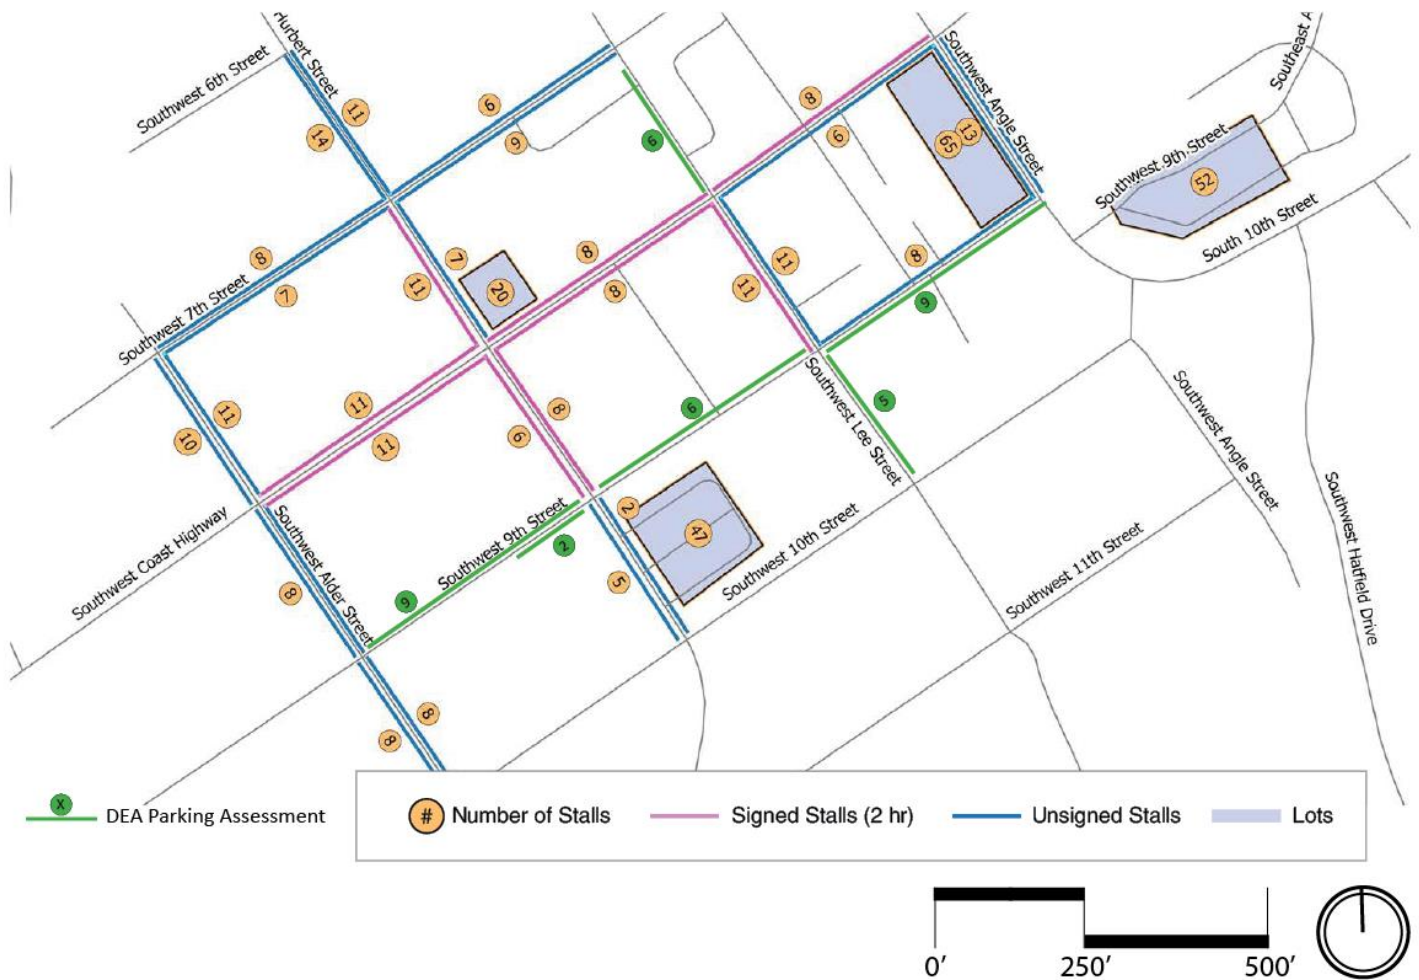 Hurbert Street
Southwest 6th Street
11
14
6
9
6
8
6
Southwest Angle Street
13
65
Southeast A
Southwest 9th Street
52
South 10th Street
8
7
Southwest 7th Street
7
11
20
8
8
11
11
8
9
11
10
11
11
8
6
6
5
Southwest Lee Street
Southwest Angle Street
Southwest Hatfield Drive
Southwest Coast Highway
Southwest Alder Street
8
Southwest 9th Street
9
2
2
47
5
Southwest 10th Street
Southwest 11th Street
8
8
X
DEA Parking Assessment
# Number of Stalls
Signed Stalls (2 hr)
Unsigned Stalls
Lots
0’
250’
500’